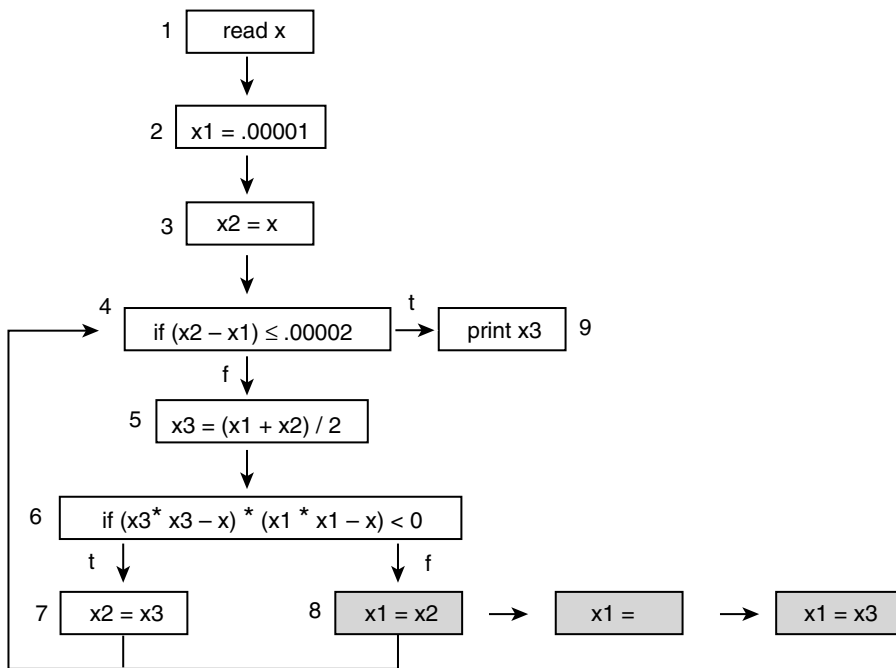 1 read x
2 x1 = .00001
3 x2 = x
4
if (x2 – x1) ≤ .00002 t print x3 9
f
5 x3 = (x1 + x2) / 2
6 if (x3* x3 – x) * (x1 * x1 – x) < 0
t f
7 x2 = x3 8 x1 = x2 x1 = x1 = x3